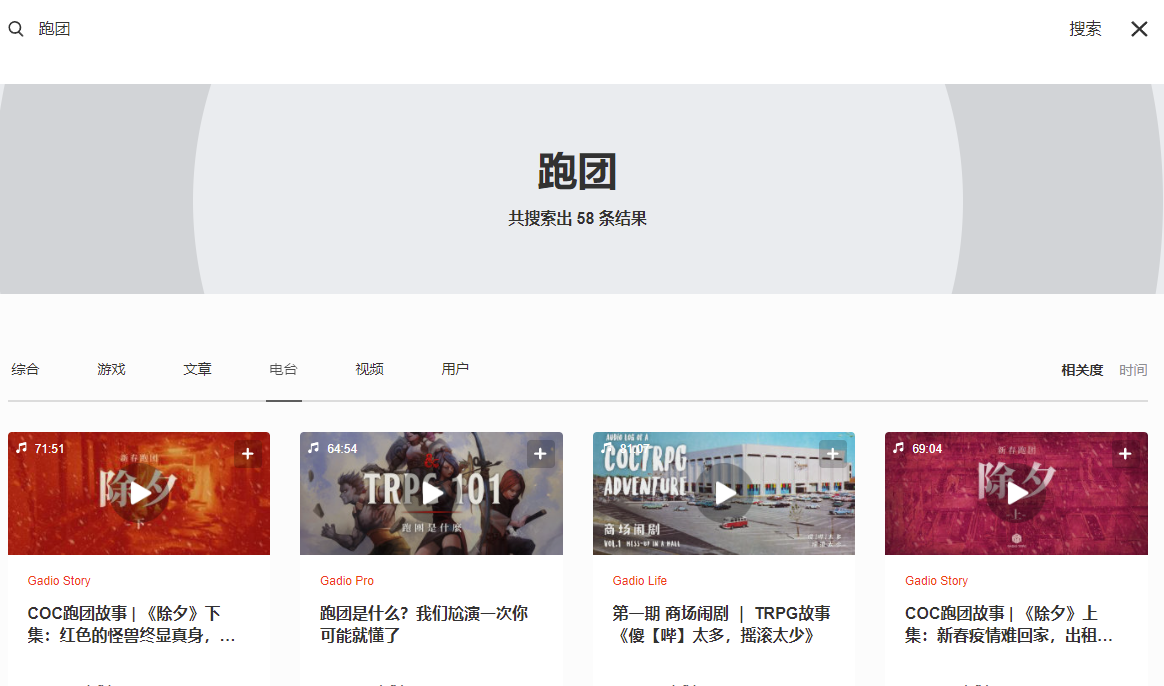 跑团
搜索
跑团
共搜索出 58 条结果
综合
游戏
文章
电台
视频
用户
相关度
时间
71:51
新春跑团
除夕
下
64:54
TRPG 101
跑团是什麼
81:07
AUDIO LOG OF A
COCTRPG
ADVENTURE
商场闹剧
VOL.1 MESS-UP IN A MALL
69:04
新春跑团
除夕
上
Gadio Story
COC跑团故事 | 《除夕》下
集：红色的怪兽终显真身，…
Gadio Pro
跑团是什么？我们尬演一次你
可能就懂了
Gadio Life
第一期 商场闹剧 ｜ TRPG故事
《傻【哔】太多，摇滚太少》
Gadio Story
COC跑团故事 | 《除夕》上
集：新春疫情难回家，出租…